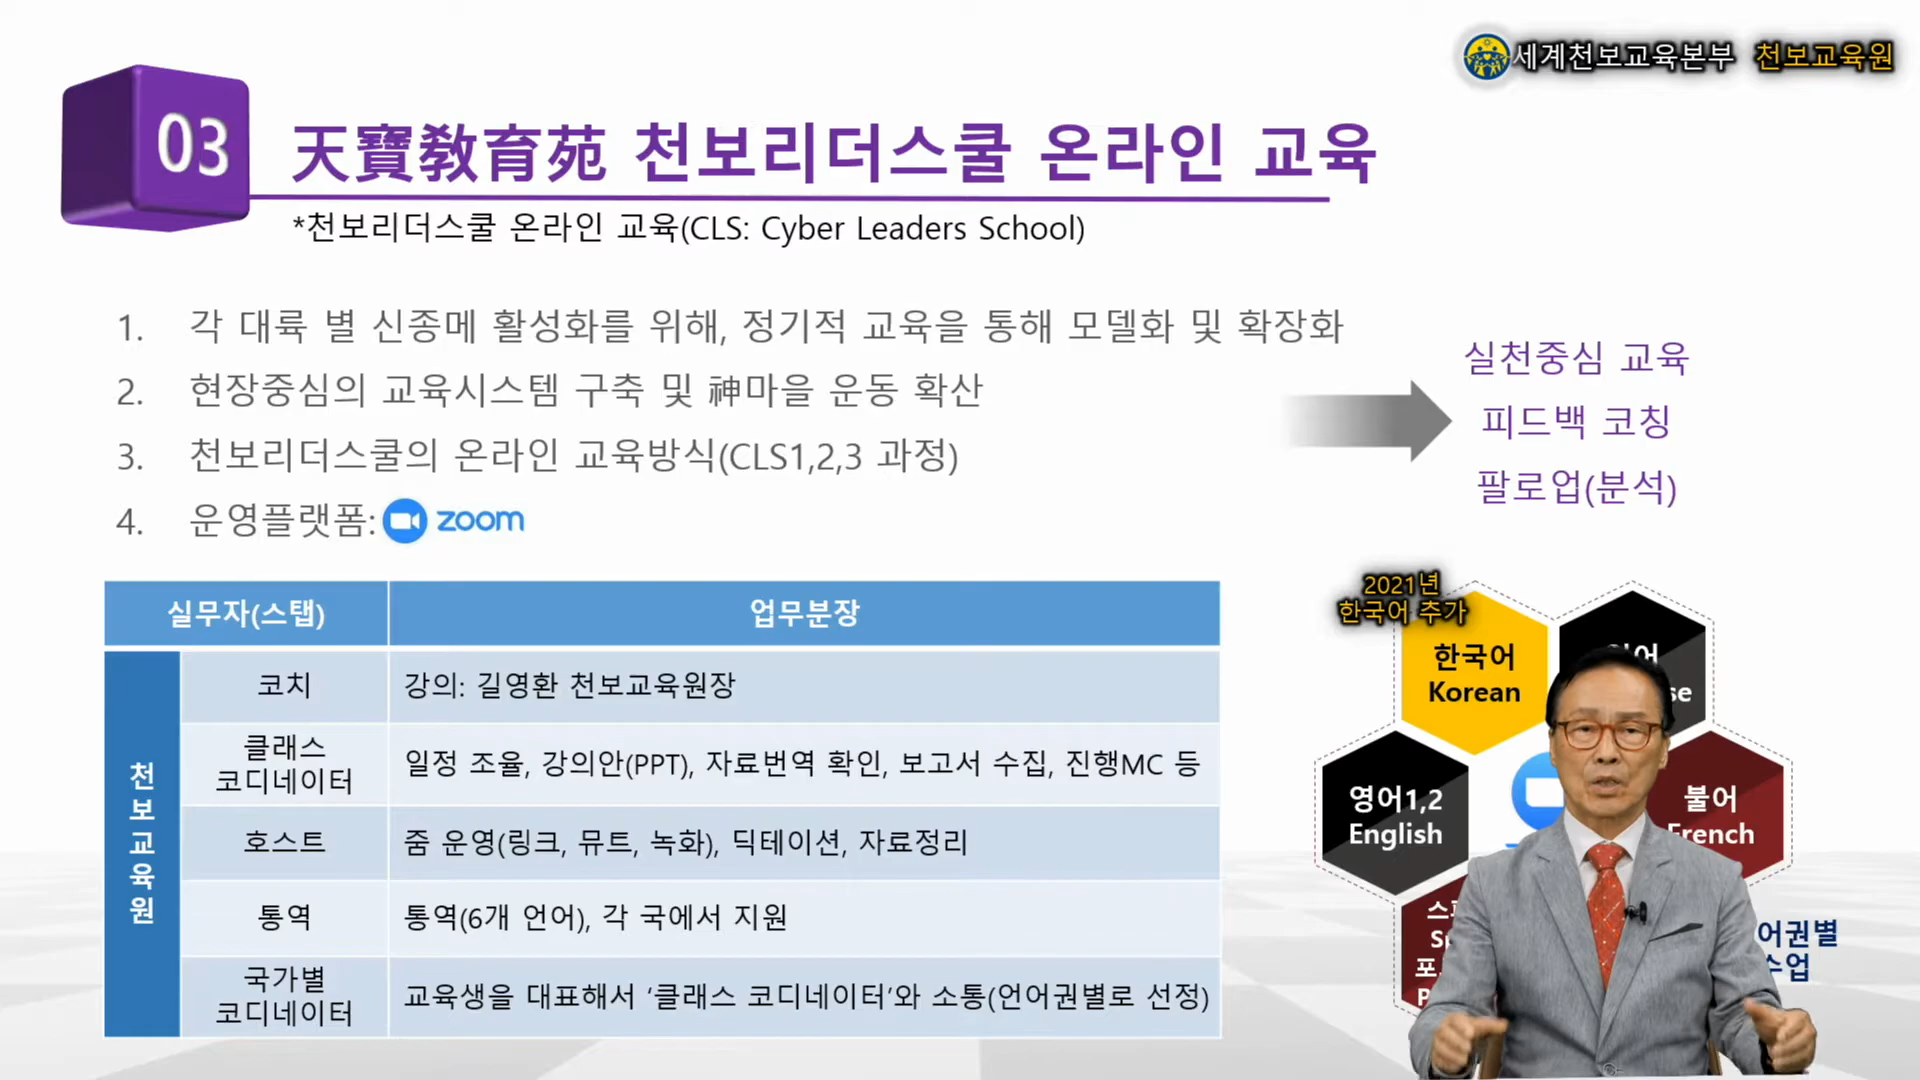 세계천보교육본부 천보교육원
03
天寶敎育苑 천보리더스쿨 온라인 교육
*천보리더스쿨 온라인 교육(CLS: Cyber Leaders School)
1. 각 대륙 별 신종메 활성화를 위해, 정기적 교육을 통해 모델화 및 확장화
2. 현장중심의 교육시스템 구축 및 神마을 운동 확산
3. 천보리더스쿨의 온라인 교육방식(CLS1,2,3 과정)
4. 운영플랫폼: zoom
실천중심 교육
피드백 코칭
팔로업(분석)
실무자(스탭) 업무분장
천보교육원
코치 강의: 길영환 천보교육원장
클래스
코디네이터
일정 조율, 강의안(PPT), 자료번역 확인, 보고서 수집, 진행MC 등
호스트 줌 운영(링크, 뮤트, 녹화), 딕테이션, 자료정리
통역 통역(6개 언어), 각 국에서 지원
국가별
코디네이터
교육생을 대표해서 ‘클래스 코디네이터’와 소통(언어권별로 선정)
2021년
한국어 추가
한국어
Korean
영어1,2
English
불어
French